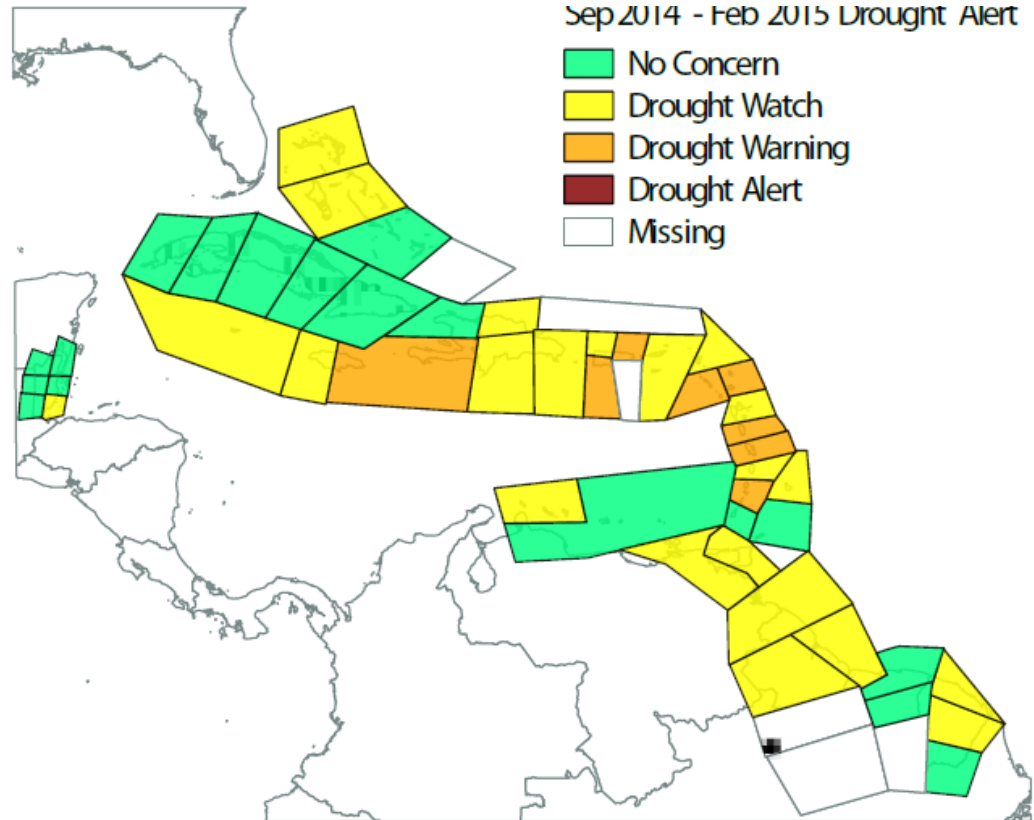 Sep 2014 - Feb 2015 Drought Alert
No Concern
Drought Watch
Drought Warning
Drought Alert
Missing